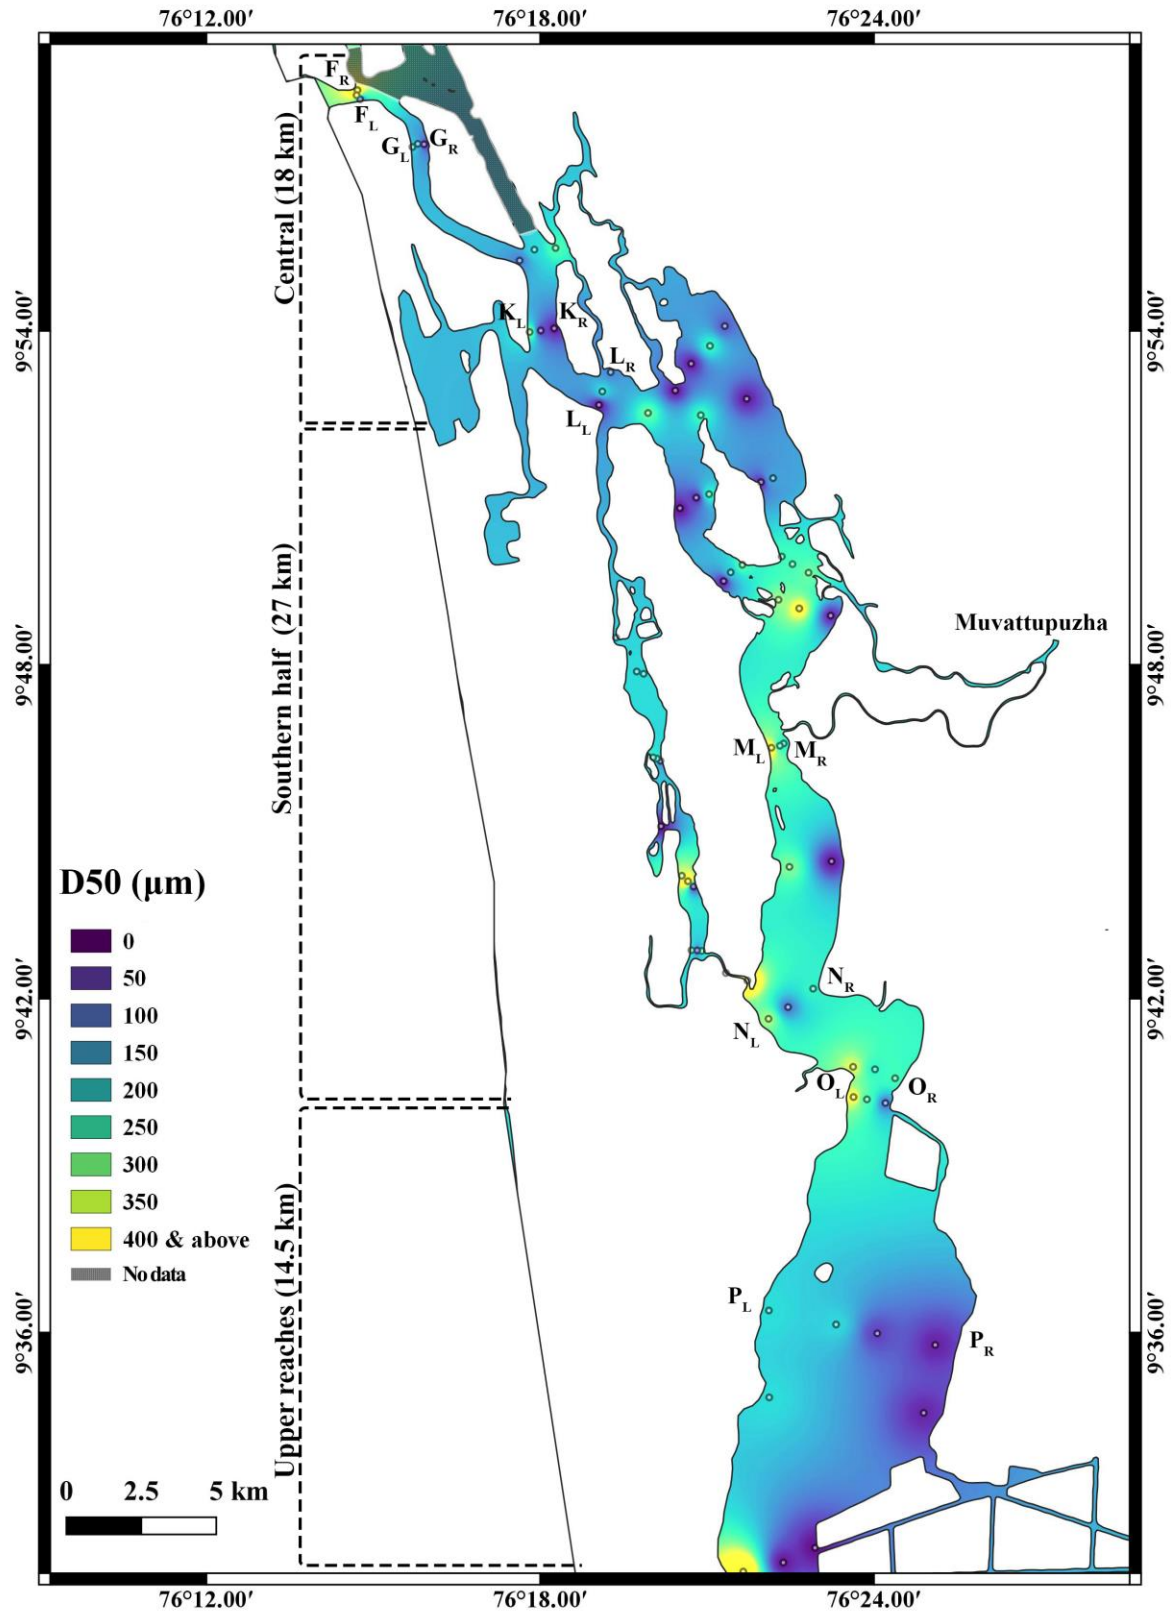 76°12.00′ 76°18.00′ 76°24.00′
F_R
F_L
G_L G_R
Central (18 km)
K_L K_R
9°54.00′ 9°54.00′
L_R
L_L
Southern half (27 km)
Muvattupuzha
9°48.00′ 9°48.00′
M_L M_R
D50 (µm)
0
50
100
150
200
250
300
350
400 & above
No data
N_R
9°42.00′ 9°42.00′
N_L
O_L O_R
Upper reaches (14.5 km)
P_L
9°36.00′ 9°36.00′
P_R
0 2.5 5 km
76°12.00′ 76°18.00′ 76°24.00′